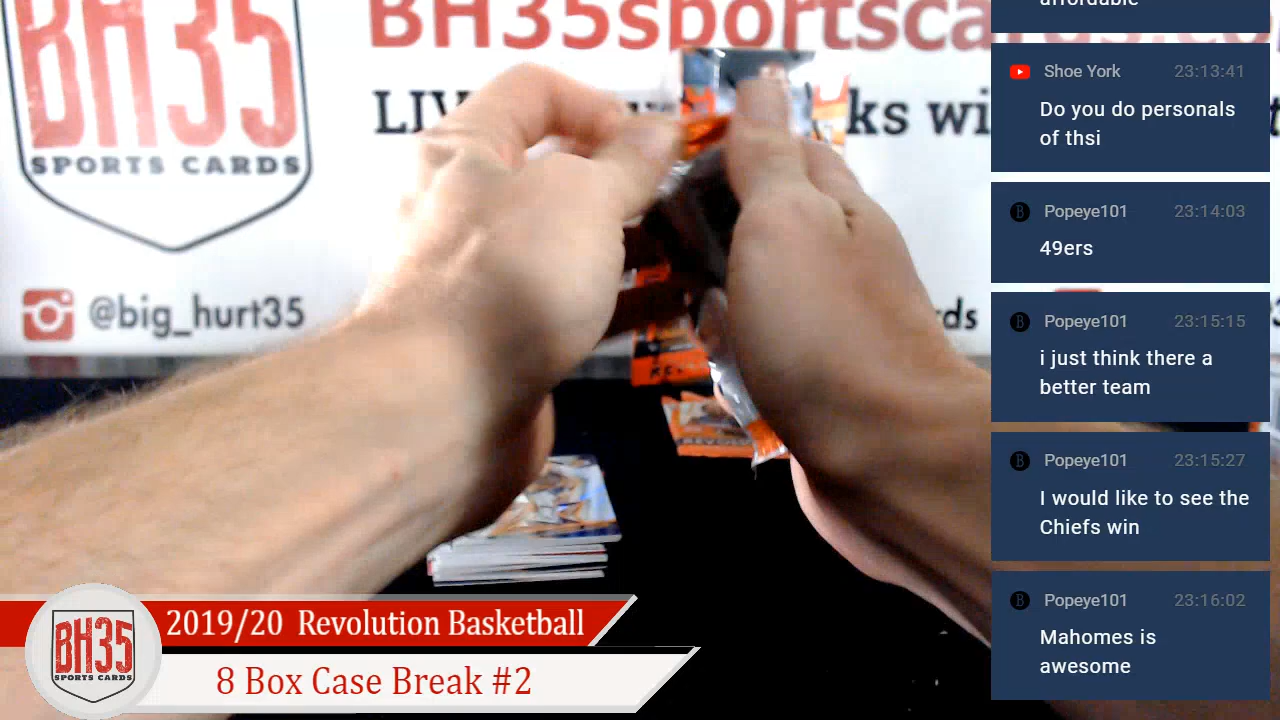 BH35
SPORTS CARDS
BH35sportscards.co
LIV ks wi
@big_hurt35
ds
affordable
Shoe York 23:13:41
Do you do personals
of thsi
Popeye101 23:14:03
49ers
Popeye101 23:15:15
i just think there a
better team
Popeye101 23:15:27
I would like to see the
Chiefs win
Popeye101 23:16:02
Mahomes is
awesome
BH35
SPORTS CARDS
2019/20 Revolution Basketball
8 Box Case Break #2